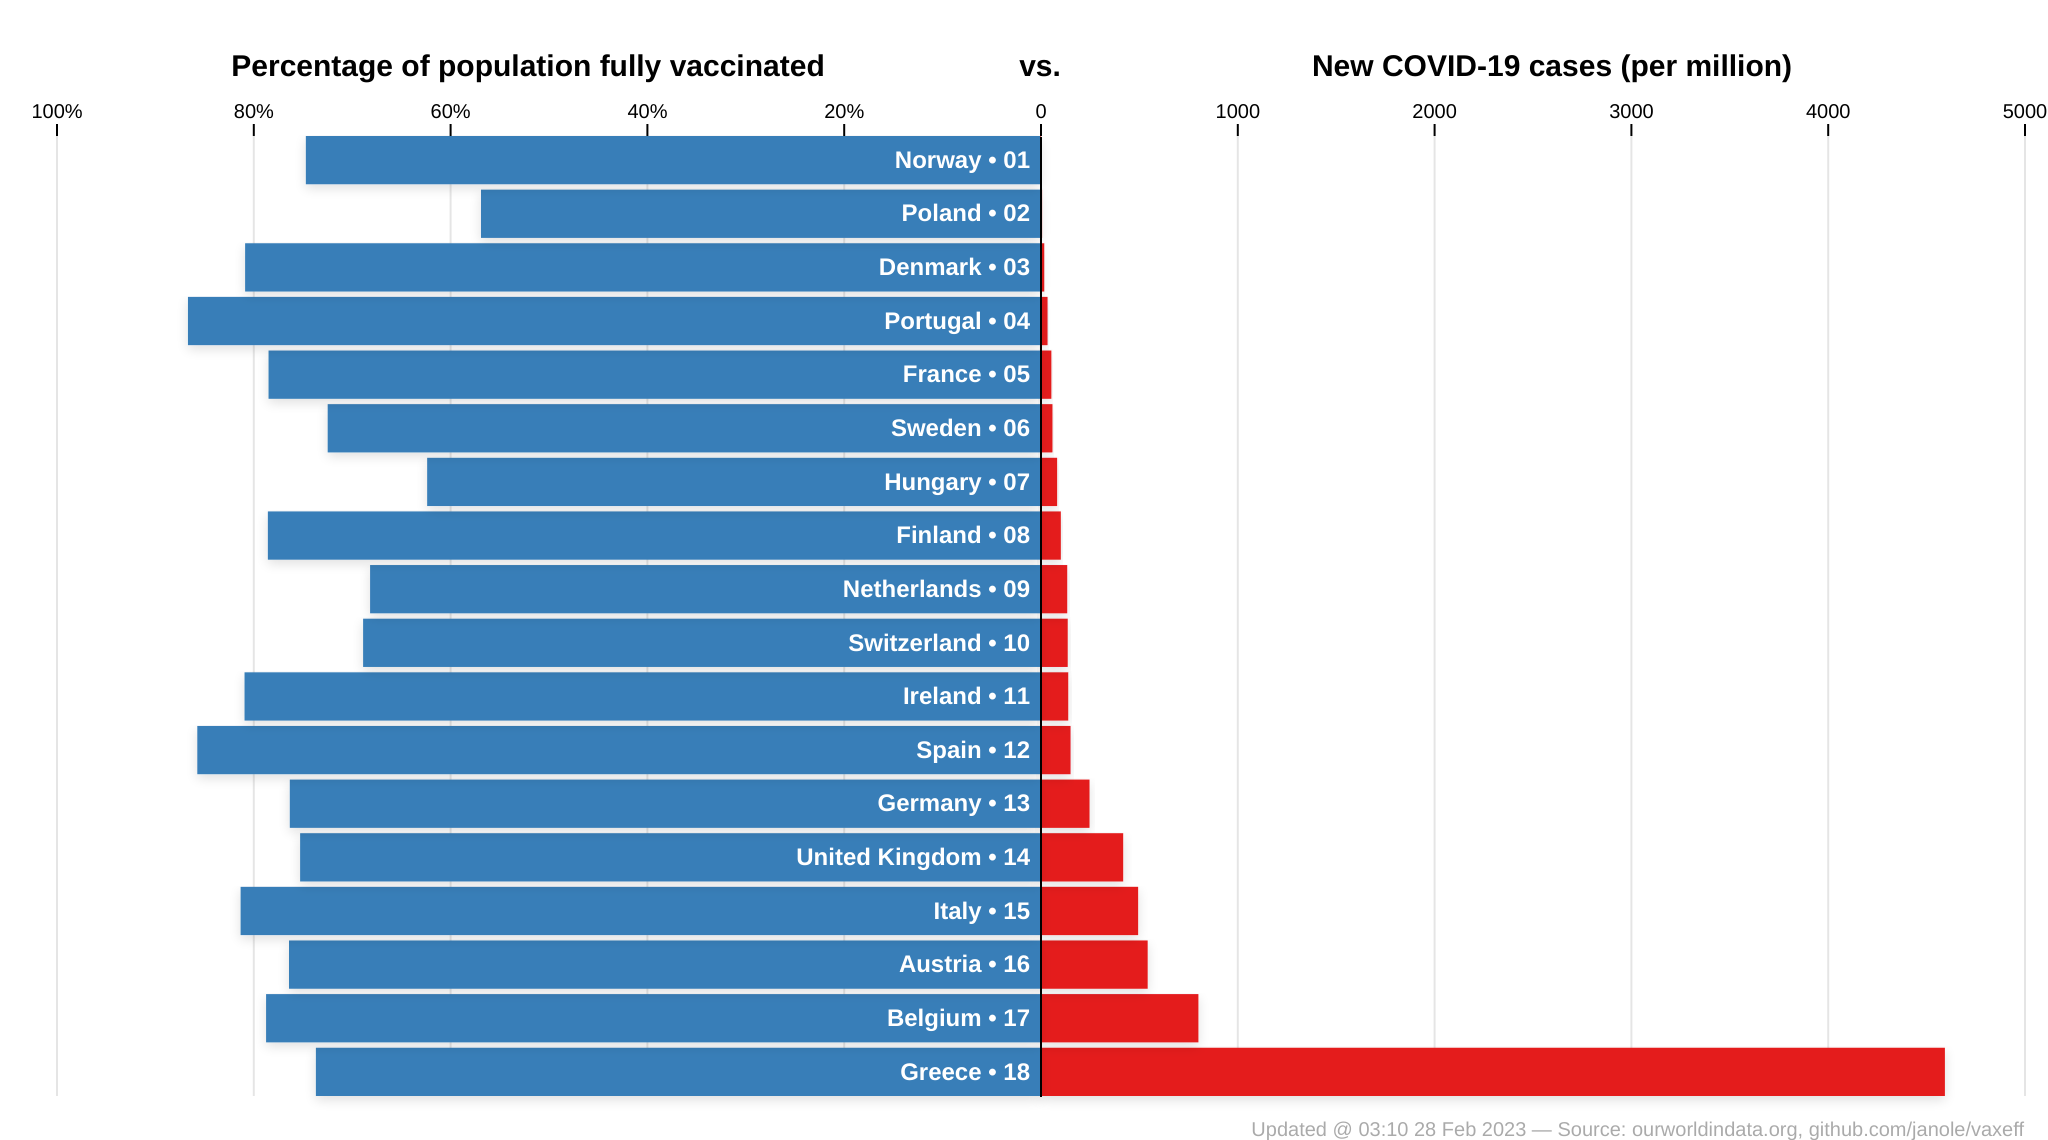 Percentage of population fully vaccinated vs. New COVID-19 cases (per million)
100% 80% 60% 40% 20% 0 1000 2000 3000 4000 5000
Norway • 01
Poland • 02
Denmark • 03
Portugal • 04
France • 05
Sweden • 06
Hungary • 07
Finland • 08
Netherlands • 09
Switzerland • 10
Ireland • 11
Spain • 12
Germany • 13
United Kingdom • 14
Italy • 15
Austria • 16
Belgium • 17
Greece • 18
Updated @ 03:10 28 Feb 2023 — Source: ourworldindata.org, github.com/janole/vaxeff